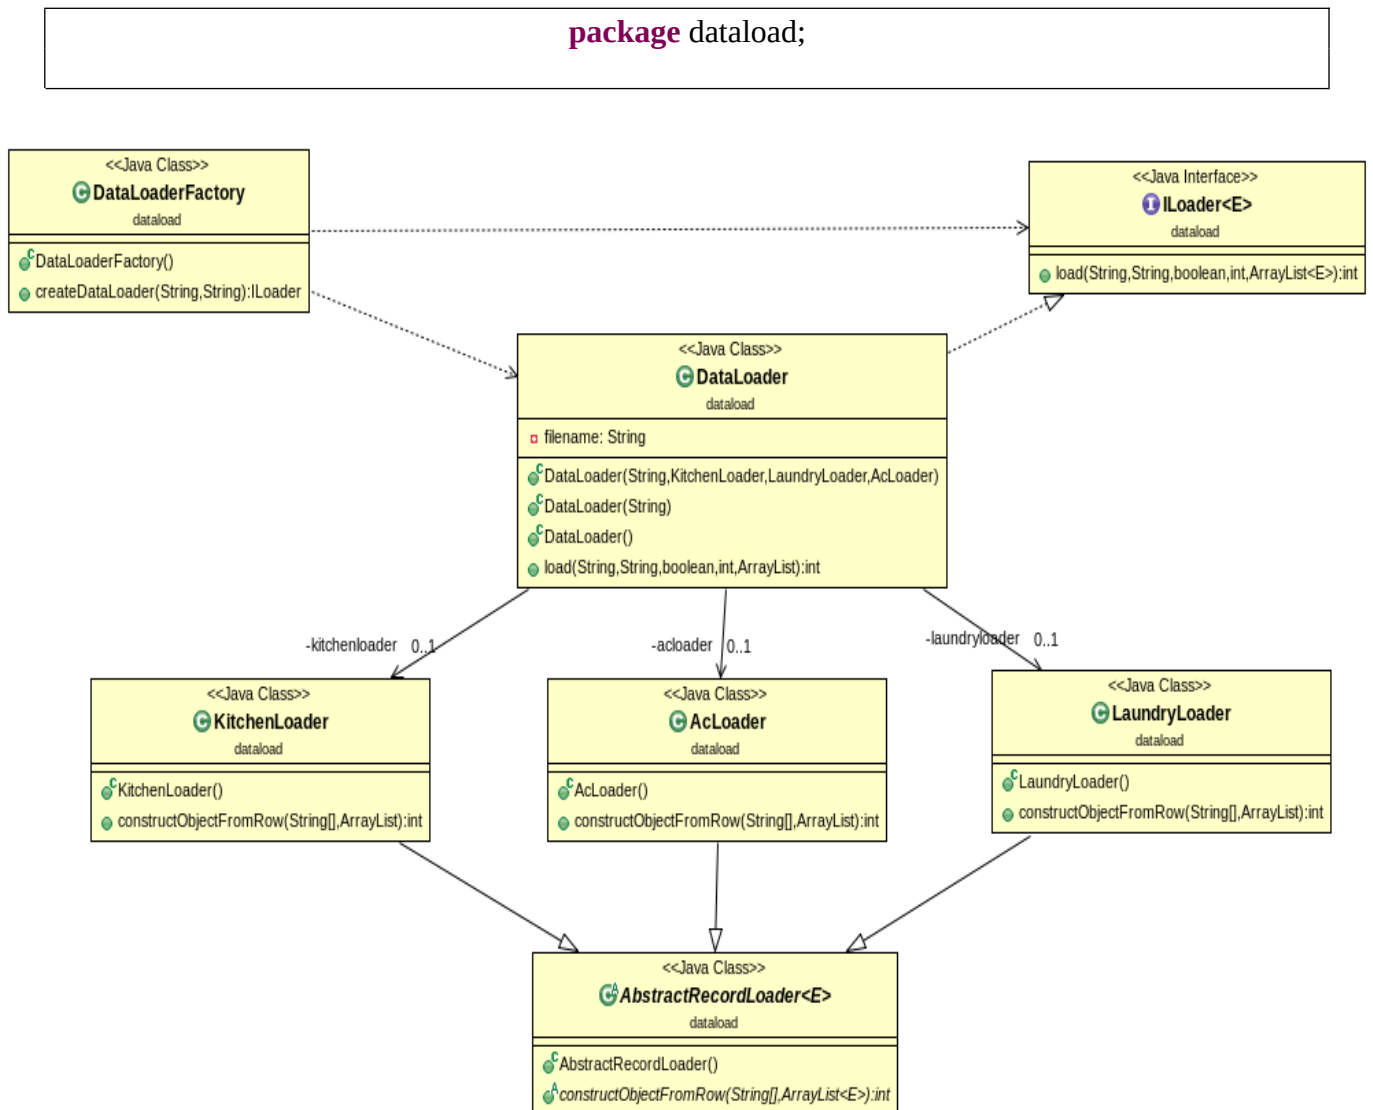 package dataload;
<<Java Class>>
DataLoaderFactory
dataload
DataLoaderFactory()
createDataLoader(String,String):ILoader
<<Java Interface>>
ILoader<E>
dataload
load(String,String,boolean,int,ArrayList<E>):int
<<Java Class>>
DataLoader
dataload
filename: String
DataLoader(String,KitchenLoader,LaundryLoader,AcLoader)
DataLoader(String)
DataLoader()
load(String,String,boolean,int,ArrayList):int
-kitchenloader 0..1
-acloader 0..1
-laundryloader 0..1
<<Java Class>>
KitchenLoader
dataload
KitchenLoader()
constructObjectFromRow(String[],ArrayList):int
<<Java Class>>
AcLoader
dataload
AcLoader()
constructObjectFromRow(String[],ArrayList):int
<<Java Class>>
LaundryLoader
dataload
LaundryLoader()
constructObjectFromRow(String[],ArrayList):int
<<Java Class>>
AbstractRecordLoader<E>
dataload
AbstractRecordLoader()
constructObjectFromRow(String[],ArrayList<E>):int